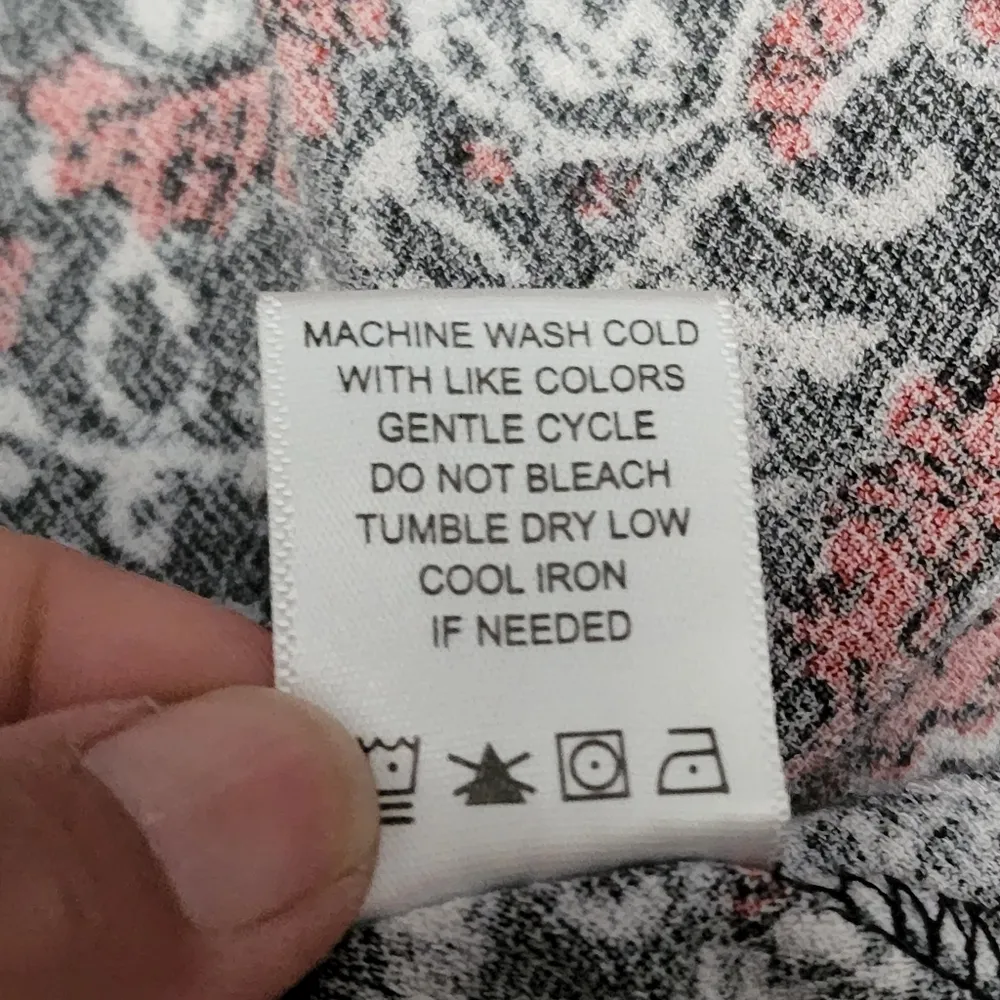 MACHINE WASH COLD
WITH LIKE COLORS
GENTLE CYCLE
DO NOT BLEACH
TUMBLE DRY LOW
COOL IRON
IF NEEDED